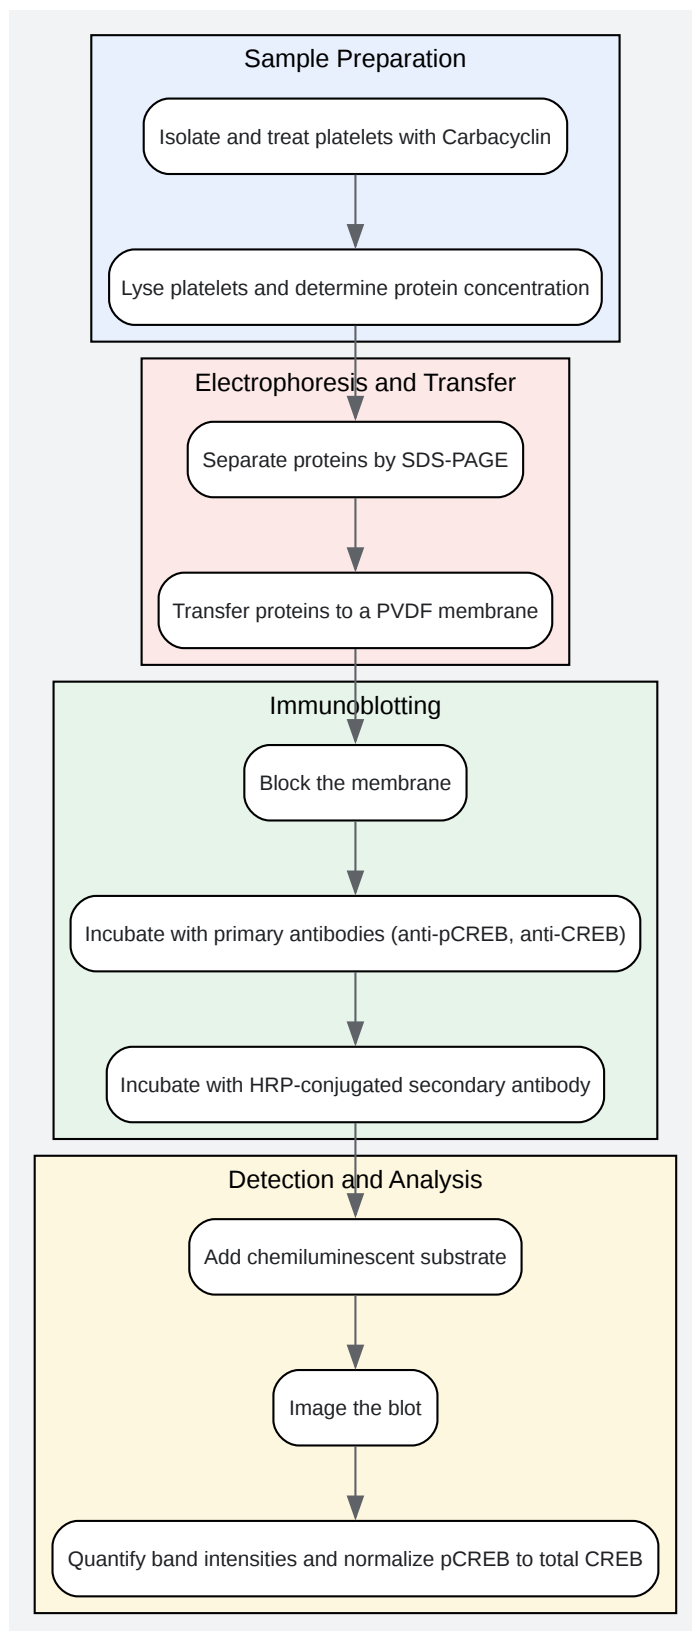 Sample Preparation
Isolate and treat platelets with Carbacyclin
Lyse platelets and determine protein concentration
Electrophoresis and Transfer
Separate proteins by SDS-PAGE
Transfer proteins to a PVDF membrane
Immunoblotting
Block the membrane
Incubate with primary antibodies (anti-pCREB, anti-CREB)
Incubate with HRP-conjugated secondary antibody
Detection and Analysis
Add chemiluminescent substrate
Image the blot
Quantify band intensities and normalize pCREB to total CREB